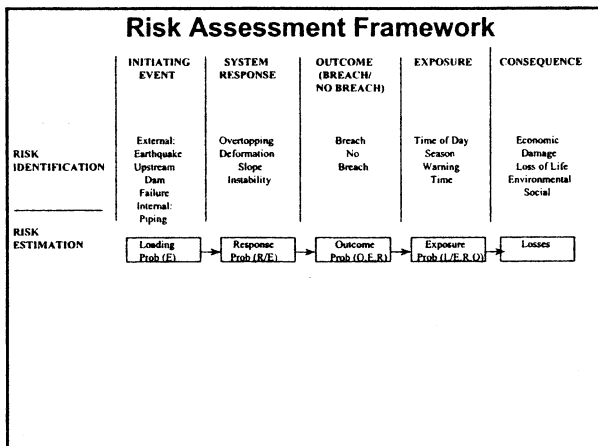 Risk Assessment Framework
INITIATING EVENT
SYSTEM RESPONSE
OUTCOME (BREACH/ NO BREACH)
EXPOSURE
CONSEQUENCE
RISK IDENTIFICATION
External:
Earthquake
Upstream
Dam
Failure
Internal:
Piping
Overtopping
Deformation
Slope
Instability
Breach
No
Breach
Time of Day
Season
Warning
Time
Economic
Damage
Loss of Life
Environmental
Social
RISK
ESTIMATION
Loading
Prob (E)
Response
Prob (R/E)
Outcome
Prob (O,E,R)
Exposure
Prob (L/E,R,O)
Losses